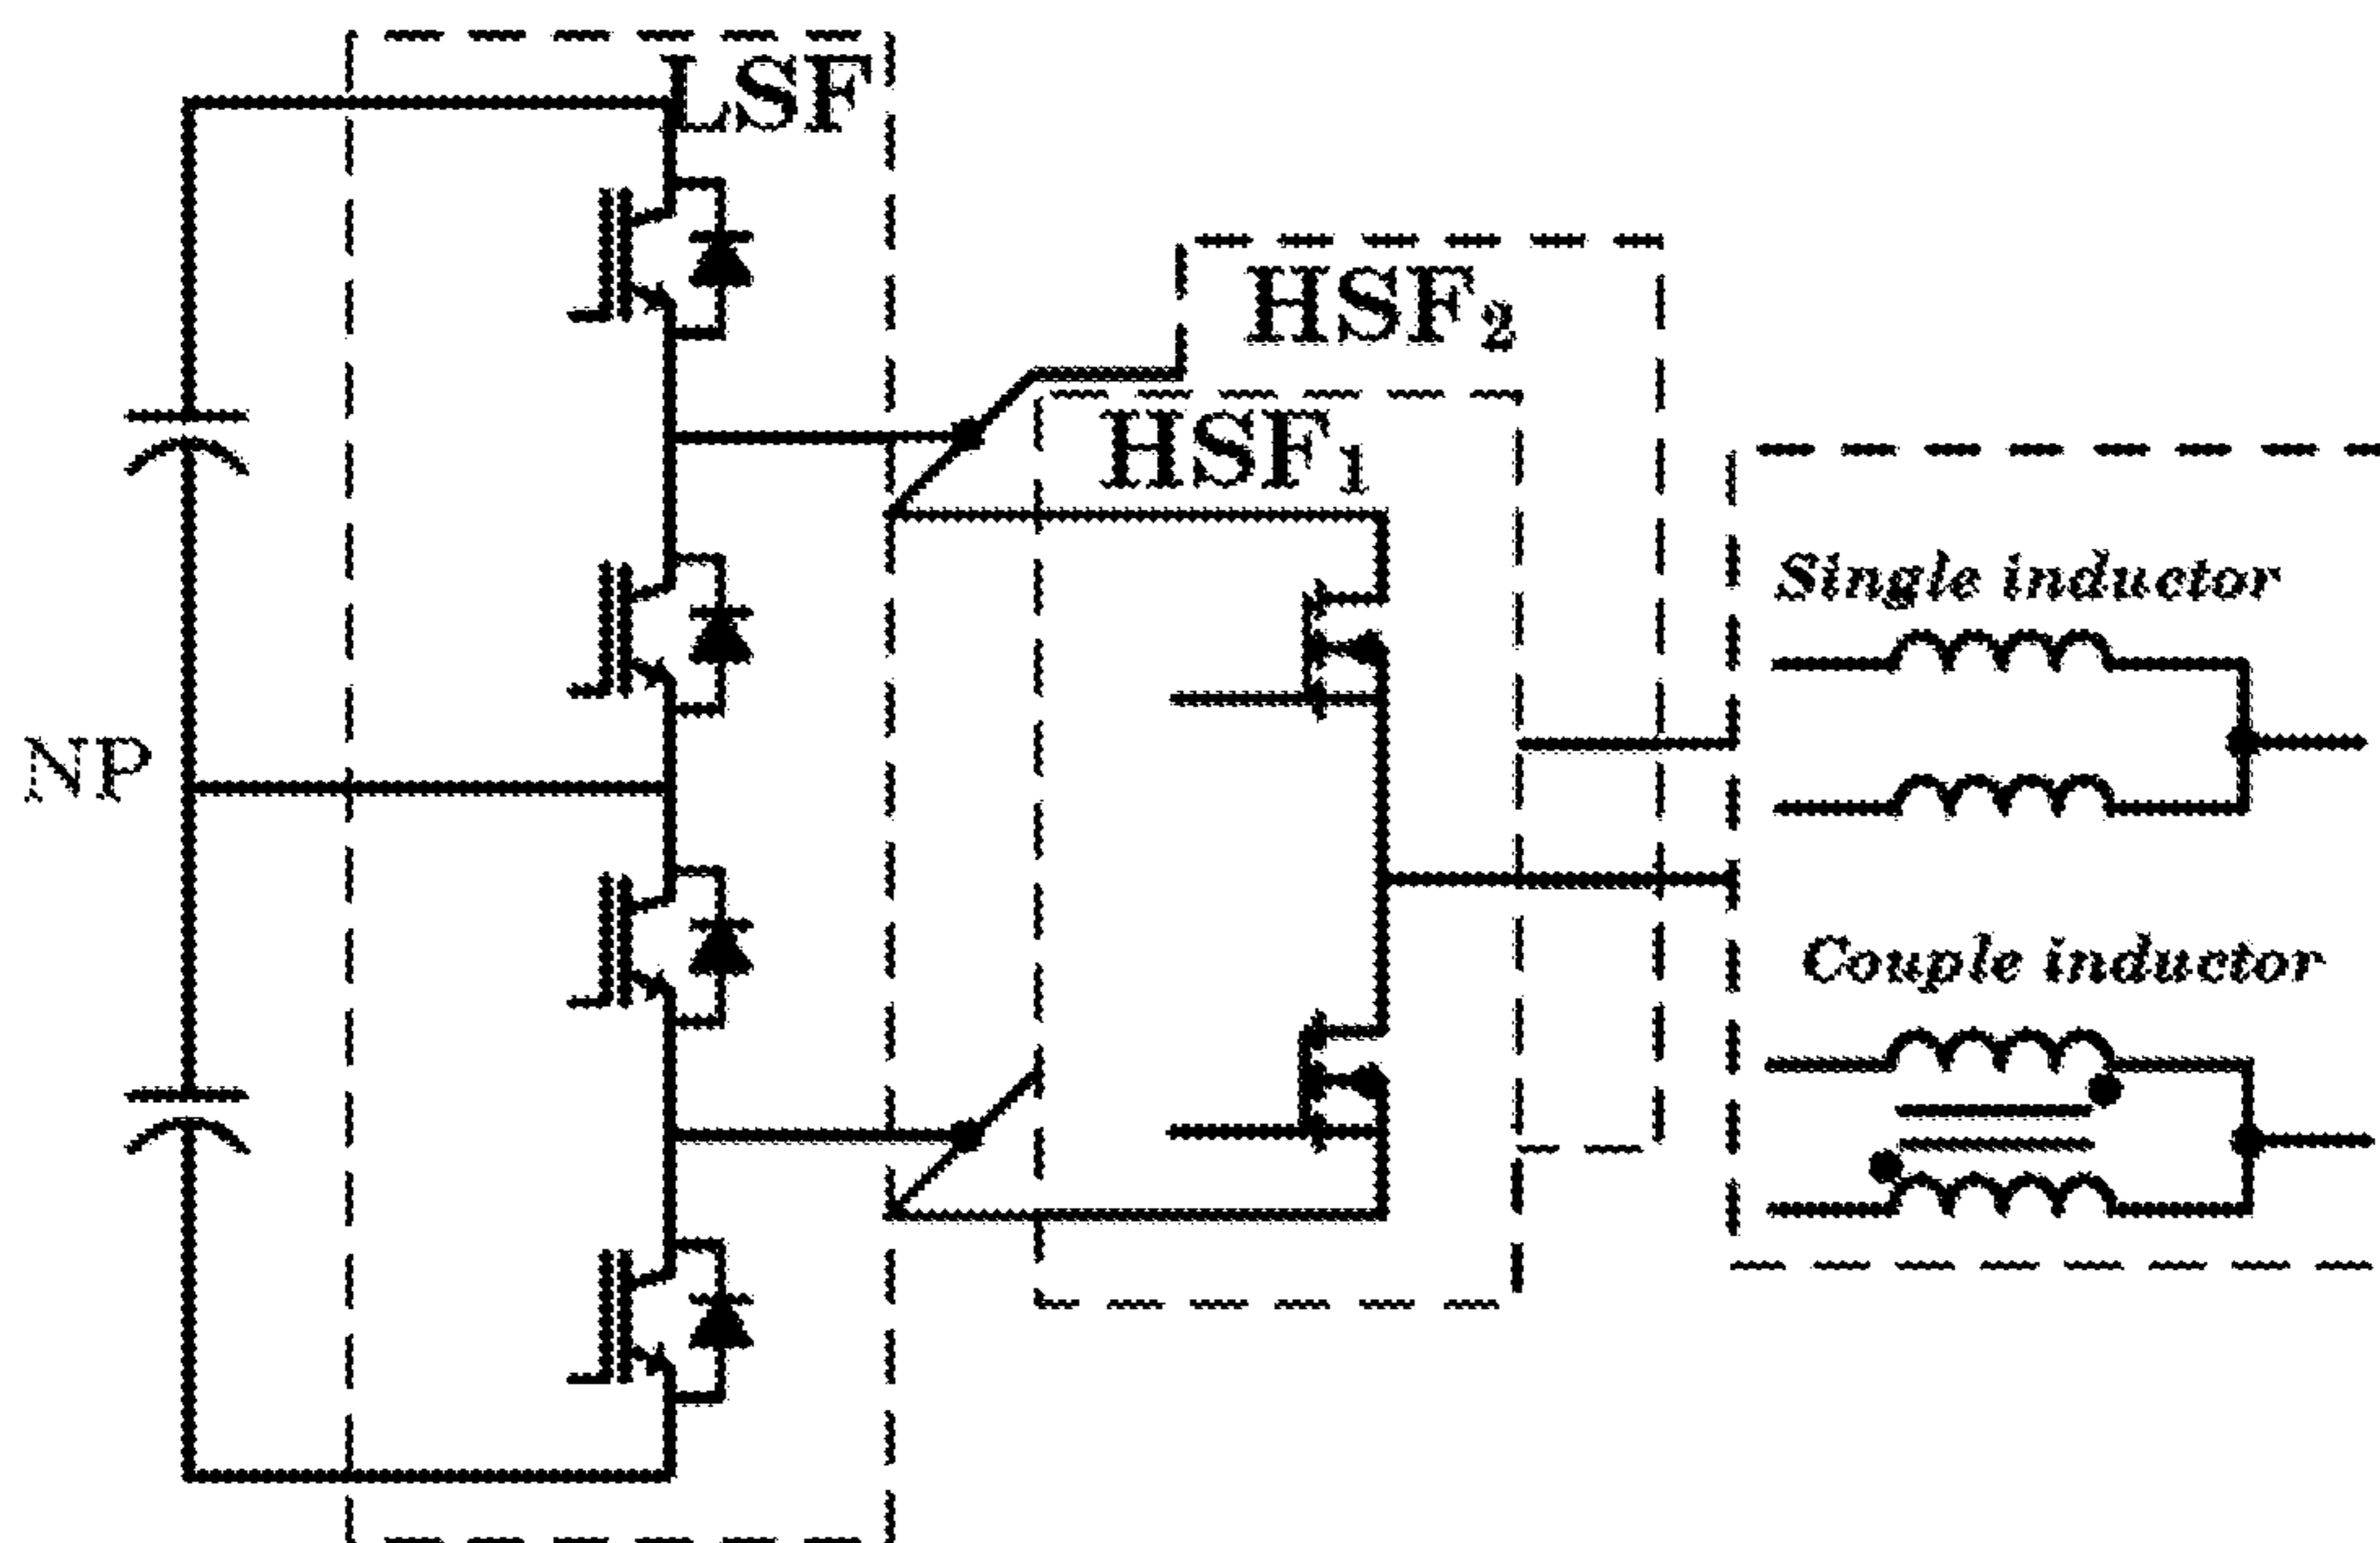 LSF
HSF₂
HSF₁
Single inductor
NP
Couple inductor